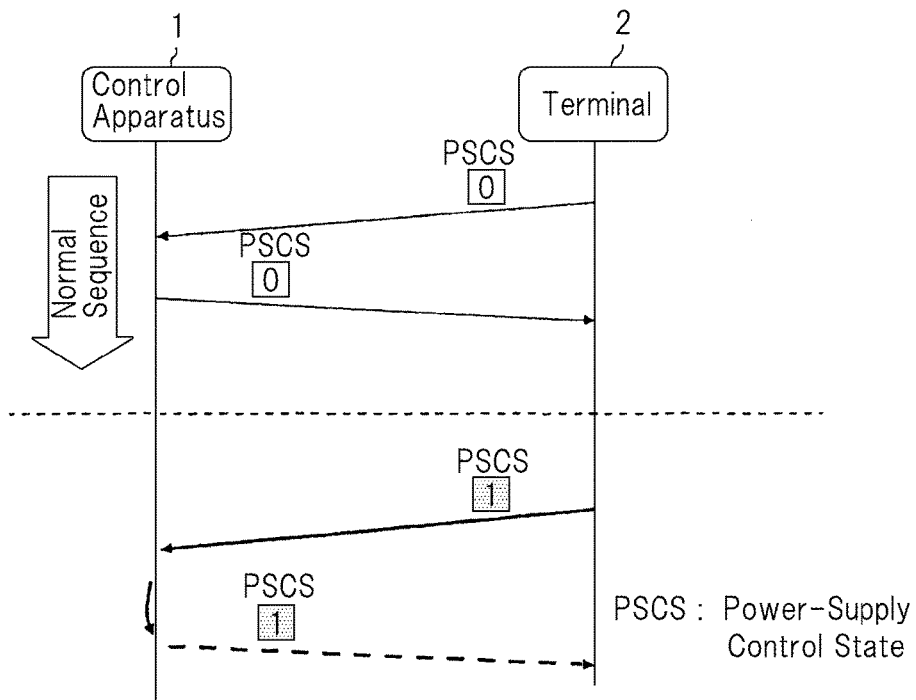 1
2
Control
Apparatus
Terminal
PSCS
0
Normal
Sequence
PSCS
0
PSCS
1
PSCS
1
PSCS : Power-Supply
Control State